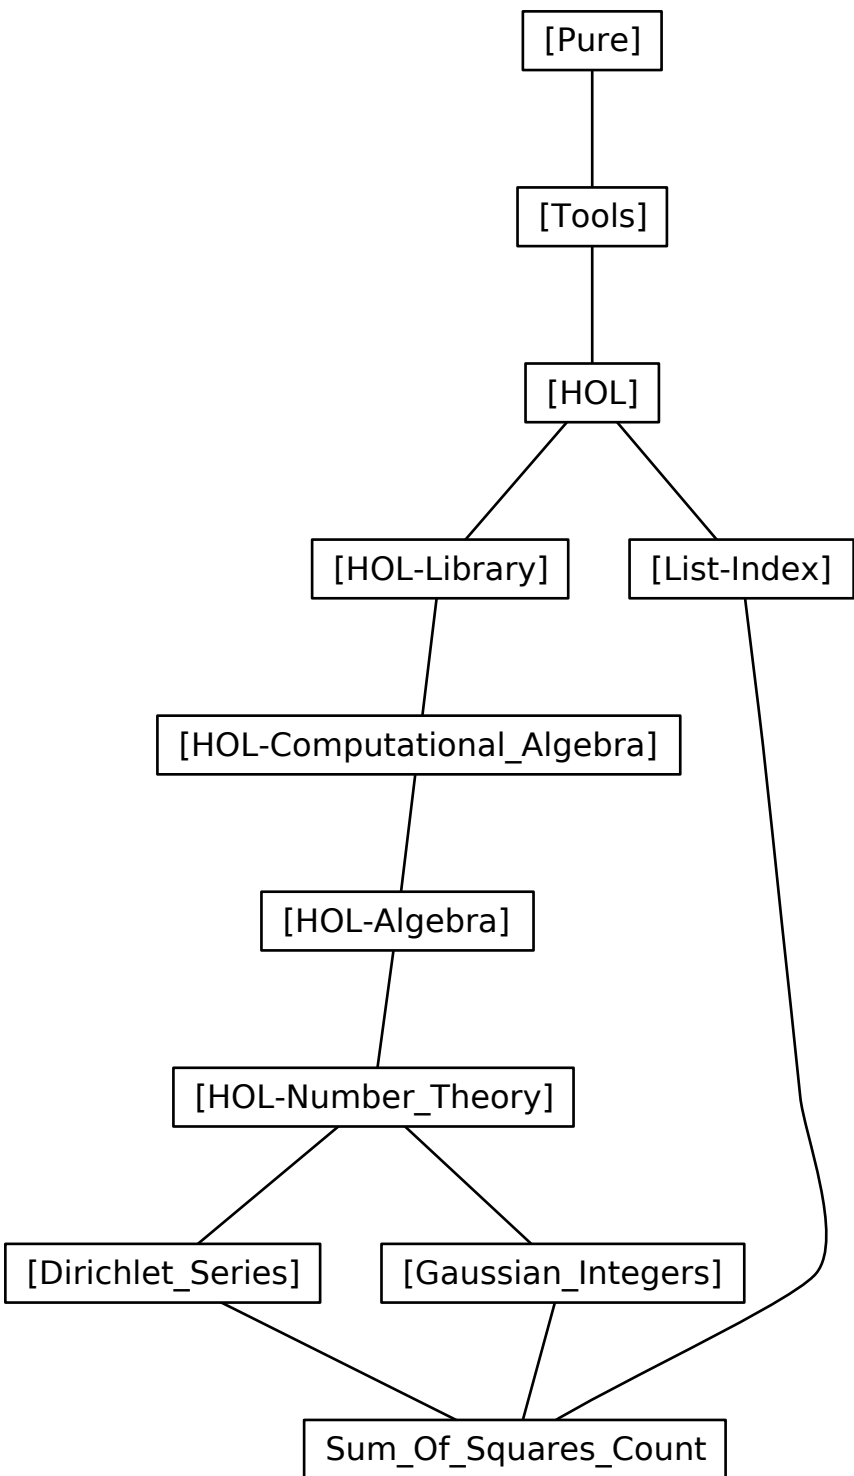 [Pure]
[Tools]
[HOL]
[HOL-Library]
[List-Index]
[HOL-Computational_Algebra]
[HOL-Algebra]
[HOL-Number_Theory]
[Dirichlet_Series]
[Gaussian_Integers]
Sum_Of_Squares_Count